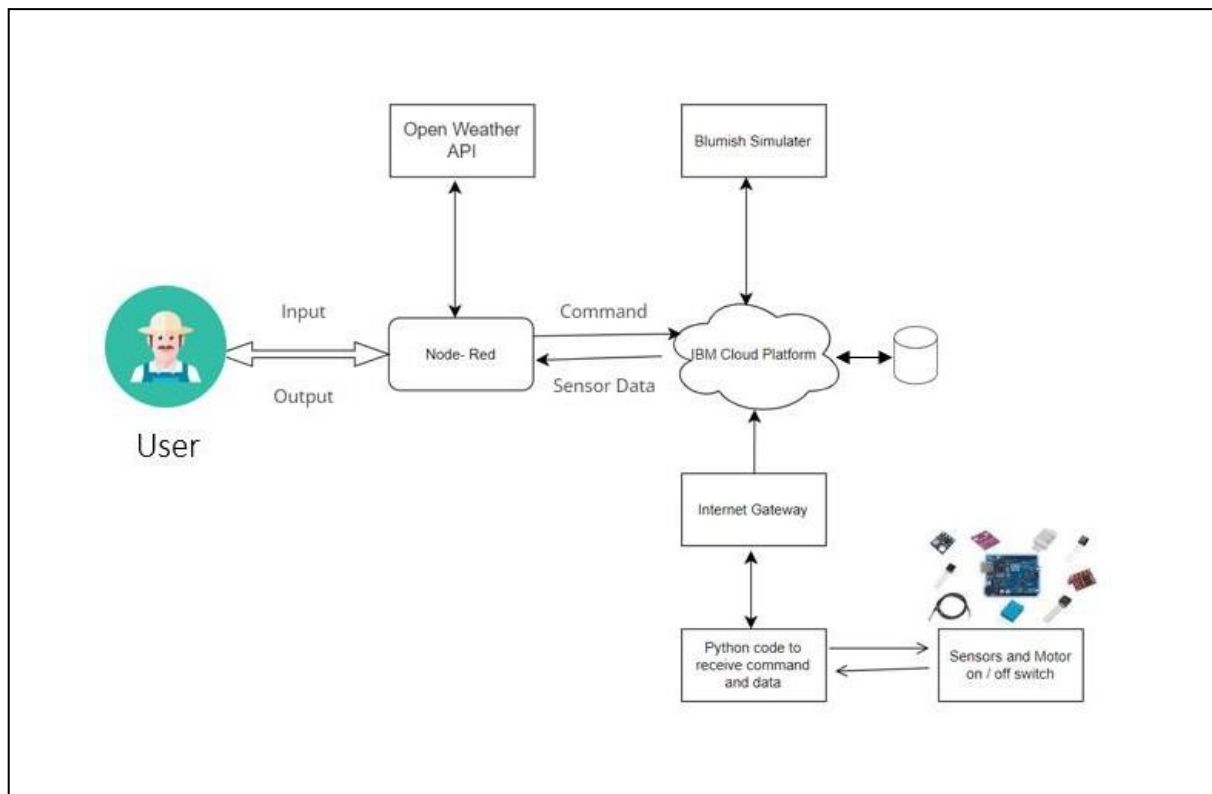 Open Weather
API
Blumish Simulater
Input
Command
Node- Red
IBM Cloud Platform
Output
Sensor Data
User
Internet Gateway
Python code to
receive command
and data
Sensors and Motor
on / off switch